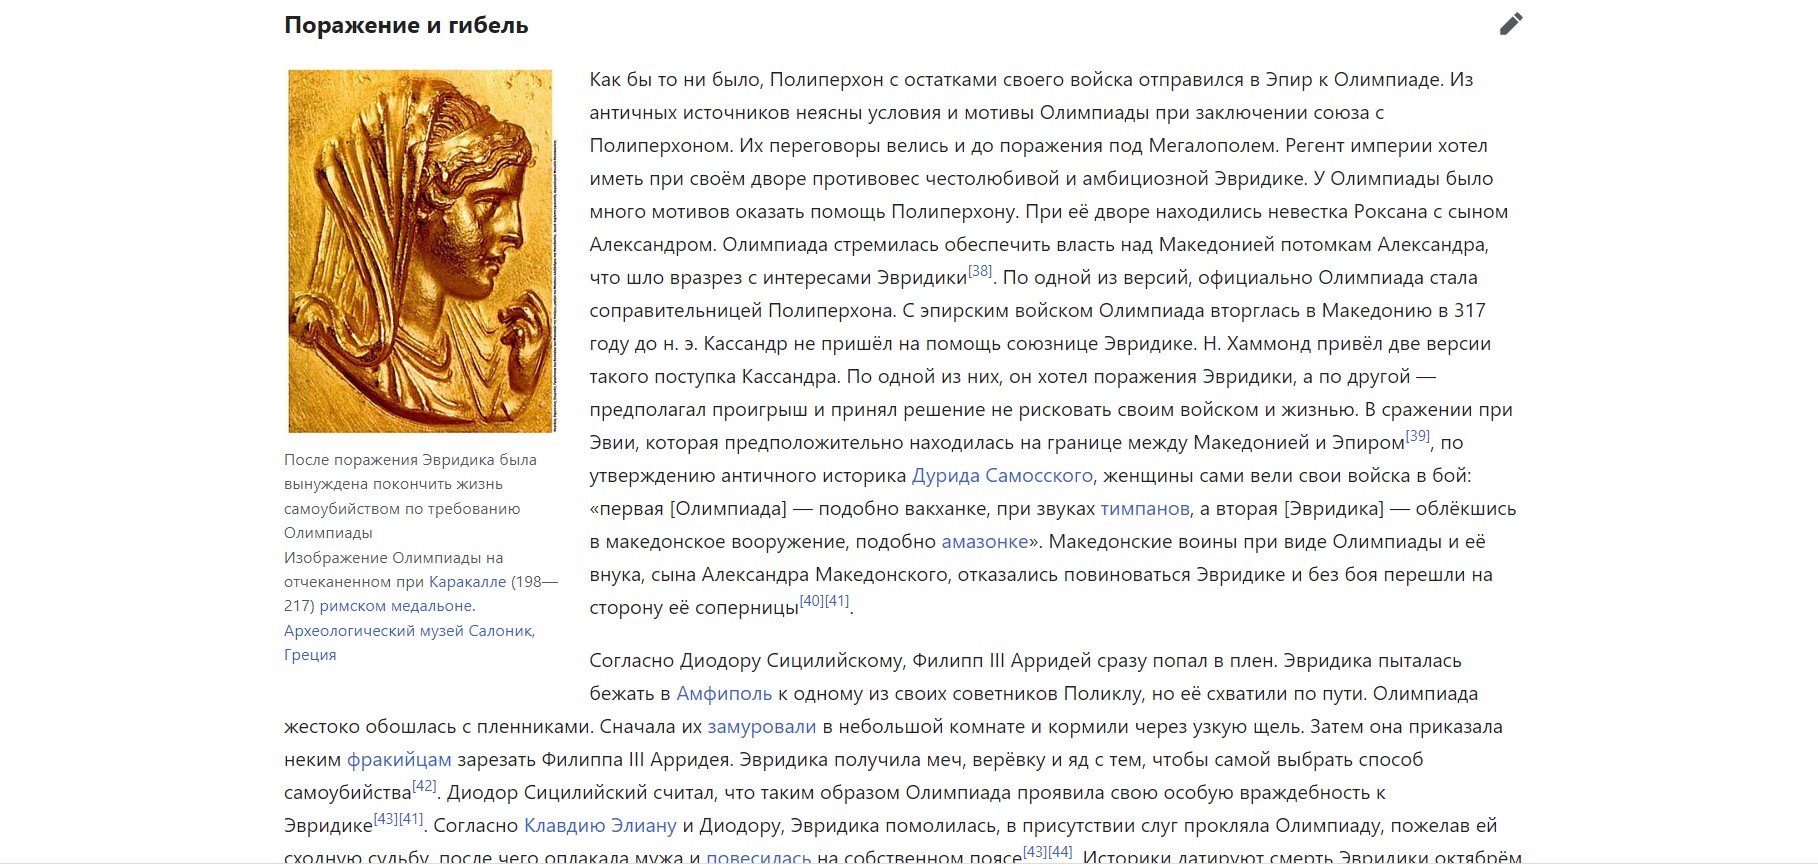 Поражение и гибель
Как бы то ни было, Полиперхон с остатками своего войска отправился в Эпир к Олимпиаде. Из
античных источников неясны условия и мотивы Олимпиады при заключении союза с
Полиперхоном. Их переговоры велись и до поражения под Мегалополем. Регент империи хотел
иметь при своём дворе противовес честолюбивой и амбициозной Эвридике. У Олимпиады было
много мотивов оказать помощь Полиперхону. При её дворе находились невестка Роксана с сыном
Александром. Олимпиада стремилась обеспечить власть над Македонией потомкам Александра,
что шло вразрез с интересами Эвридики[38]. По одной из версий, официально Олимпиада стала
соправительницей Полиперхона. С эпирским войском Олимпиада вторглась в Македонию в 317
году до н. э. Кассандр не пришёл на помощь союзнице Эвридике. Н. Хаммонд привёл две версии
такого поступка Кассандра. По одной из них, он хотел поражения Эвридики, а по другой —
предполагал проигрыш и принял решение не рисковать своим войском и жизнью. В сражении при
Эвии, которая предположительно находилась на границе между Македонией и Эпиром[39], по
утверждению античного историка Дурида Самосского, женщины сами вели свои войска в бой:
«первая [Олимпиада] — подобно вакханке, при звуках тимпанов, а вторая [Эвридика] — облёкшись
в македонское вооружение, подобно амазонке». Македонские воины при виде Олимпиады и её
внука, сына Александра Македонского, отказались повиноваться Эвридике и без боя перешли на
сторону её соперницы[40][41].
После поражения Эвридика была
вынуждена покончить жизнь
самоубийством по требованию
Олимпиады
Изображение Олимпиады на
отчеканенном при Каракалле (198—
217) римском медальоне.
Археологический музей Салоник,
Греция
Согласно Диодору Сицилийскому, Филипп III Арридей сразу попал в плен. Эвридика пыталась
бежать в Амфиполь к одному из своих советников Поликлу, но её схватили по пути. Олимпиада
жестоко обошлась с пленниками. Сначала их замуровали в небольшой комнате и кормили через узкую щель. Затем она приказала
неким фракийцам зарезать Филиппа III Арридея. Эвридика получила меч, верёвку и яд с тем, чтобы самой выбрать способ
самоубийства[42]. Диодор Сицилийский считал, что таким образом Олимпиада проявила свою особую враждебность к
Эвридике[43][41]. Согласно Клавдию Элиану и Диодору, Эвридика помолилась, в присутствии слуг прокляла Олимпиаду, пожелав ей
сходную судьбу, после чего оплакала мужа и повесилась на собственном поясе[43][44]. Историки датируют смерть Эвридики октябрём